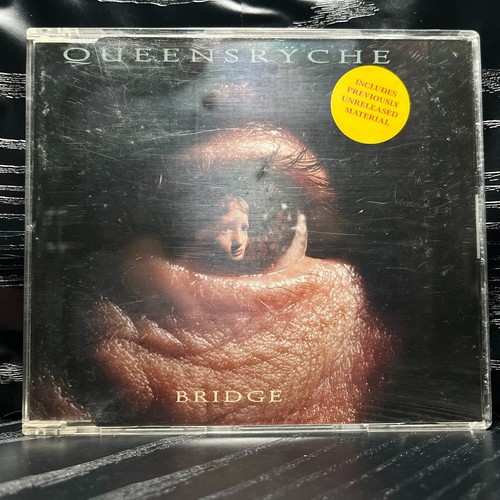 QUEENSRŸCHE
INCLUDES
PREVIOUSLY
UNRELEASED
MATERIAL
BRIDGE